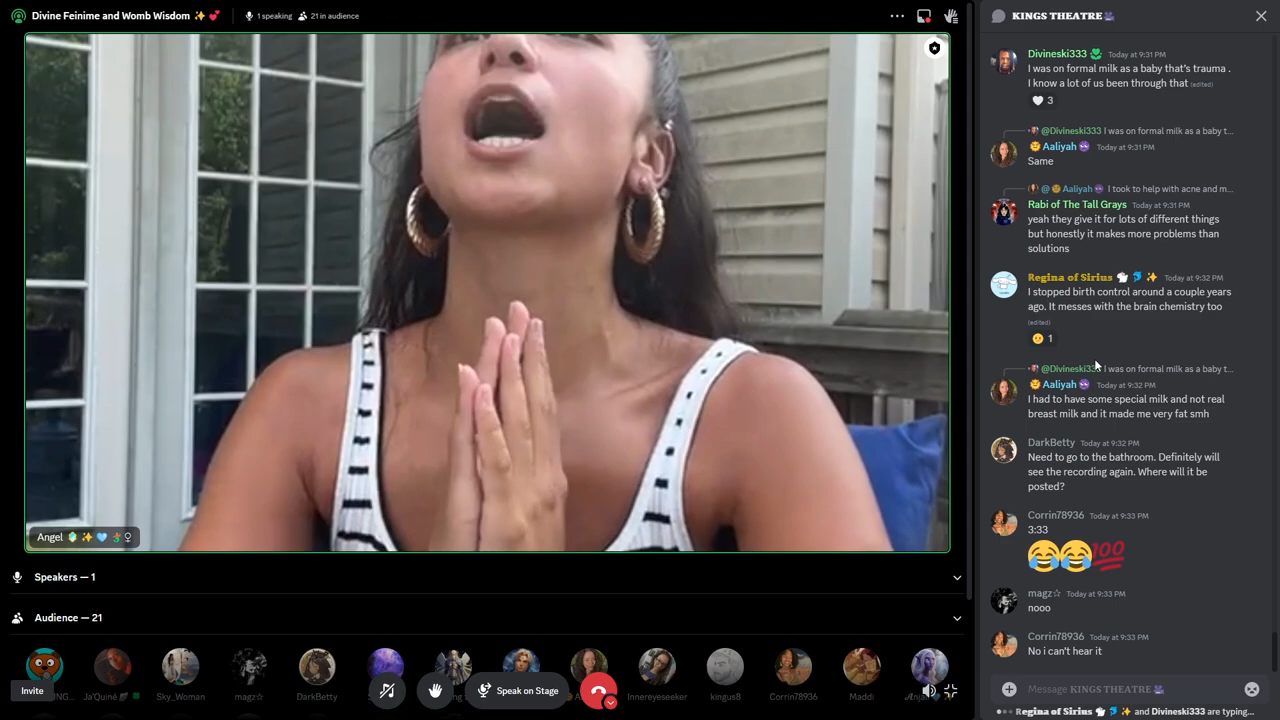 Divine Feinime and Womb Wisdom ✨ 💕
1 speaking 21 in audience
Angel
Speakers — 1
Audience — 21
Ja'Quiné
Sky_Woman
magz☆
DarkBetty
Innereyeseeker
kingus8
Corrin78936
Maddi
Invite
Speak on Stage
KINGS THEATRE
Divineski333 Today at 9:31 PM
I was on formal milk as a baby that's trauma .
I know a lot of us been through that (edited)
🤍 3
@Divineski333 I was on formal milk as a baby t...
Aaliyah Today at 9:31 PM
Same
@ Aaliyah I took to help with acne and m...
Rabi of The Tall Grays Today at 9:31 PM
yeah they give it for lots of different things
but honestly it makes more problems than
solutions
Regina of Sirius Today at 9:32 PM
I stopped birth control around a couple years
ago. It messes with the brain chemistry too
(edited)
1
@Divineski333 I was on formal milk as a baby t...
Aaliyah Today at 9:32 PM
I had to have some special milk and not real
breast milk and it made me very fat smh
DarkBetty Today at 9:32 PM
Need to go to the bathroom. Definitely will
see the recording again. Where will it be
posted?
Corrin78936 Today at 9:33 PM
3:33
😂😂💯
magz☆ Today at 9:33 PM
nooo
Corrin78936 Today at 9:33 PM
No i can't hear it
Message KINGS THEATRE
Regina of Sirius and Divineski333 are typing...